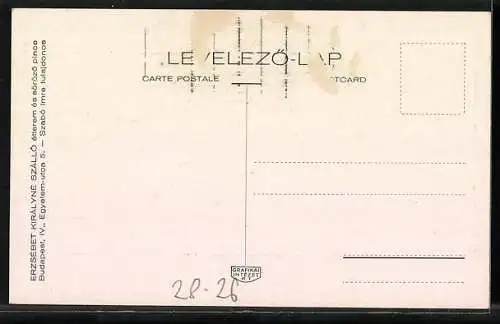 LEVELEZŐ-LAP
CARTE POSTALE
ERZSÉBET KIRÁLYNÉ SZÁLLÓ étterem és söröző pince
Budapest, IV., Egyetem-utca 5. — Szabó Imre tulajdonos
GRAFIKAI
INTÉZET
28-26